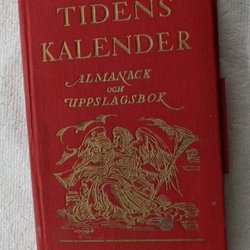 TIDENS
KALENDER
ALMANACK
OCH
UPPSLAGSBOK